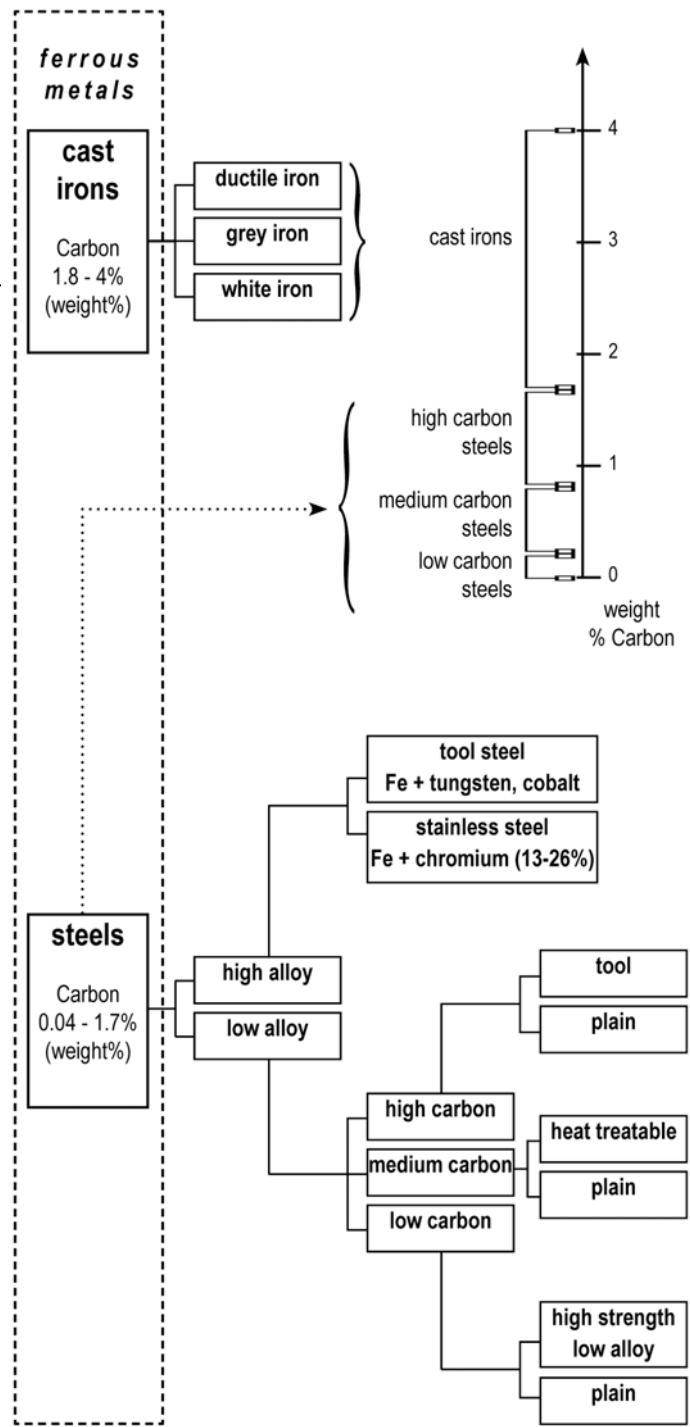 ferrous
metals
cast
irons
Carbon
1.8 - 4%
(weight%)
ductile iron
grey iron
white iron
cast irons
high carbon
steels
medium carbon
steels
low carbon
steels
4
3
2
1
0
weight
% Carbon
steels
Carbon
0.04 - 1.7%
(weight%)
high alloy
low alloy
tool steel
Fe + tungsten, cobalt
stainless steel
Fe + chromium (13-26%)
high carbon
medium carbon
low carbon
tool
plain
heat treatable
plain
high strength
low alloy
plain